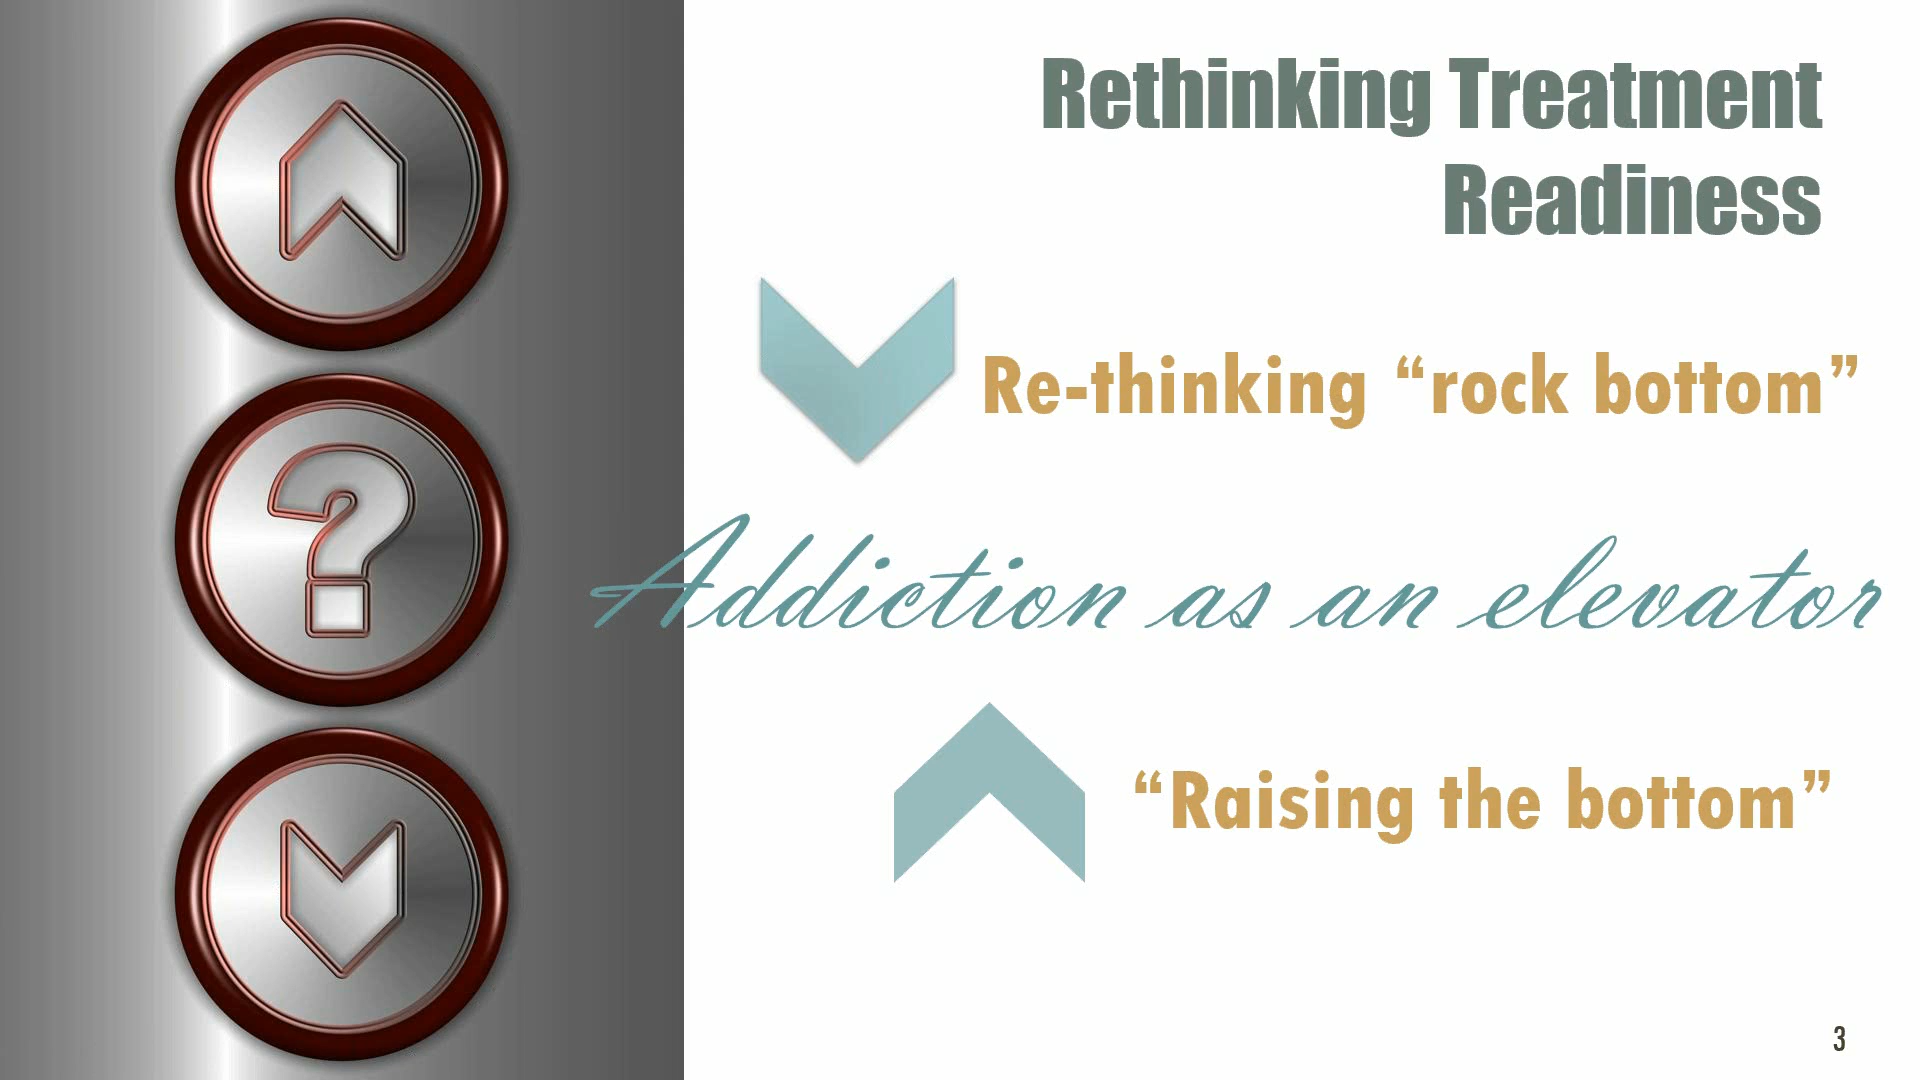 Rethinking Treatment
Readiness
Re-thinking “rock bottom”
Addiction as an elevator
“Raising the bottom”
?
3